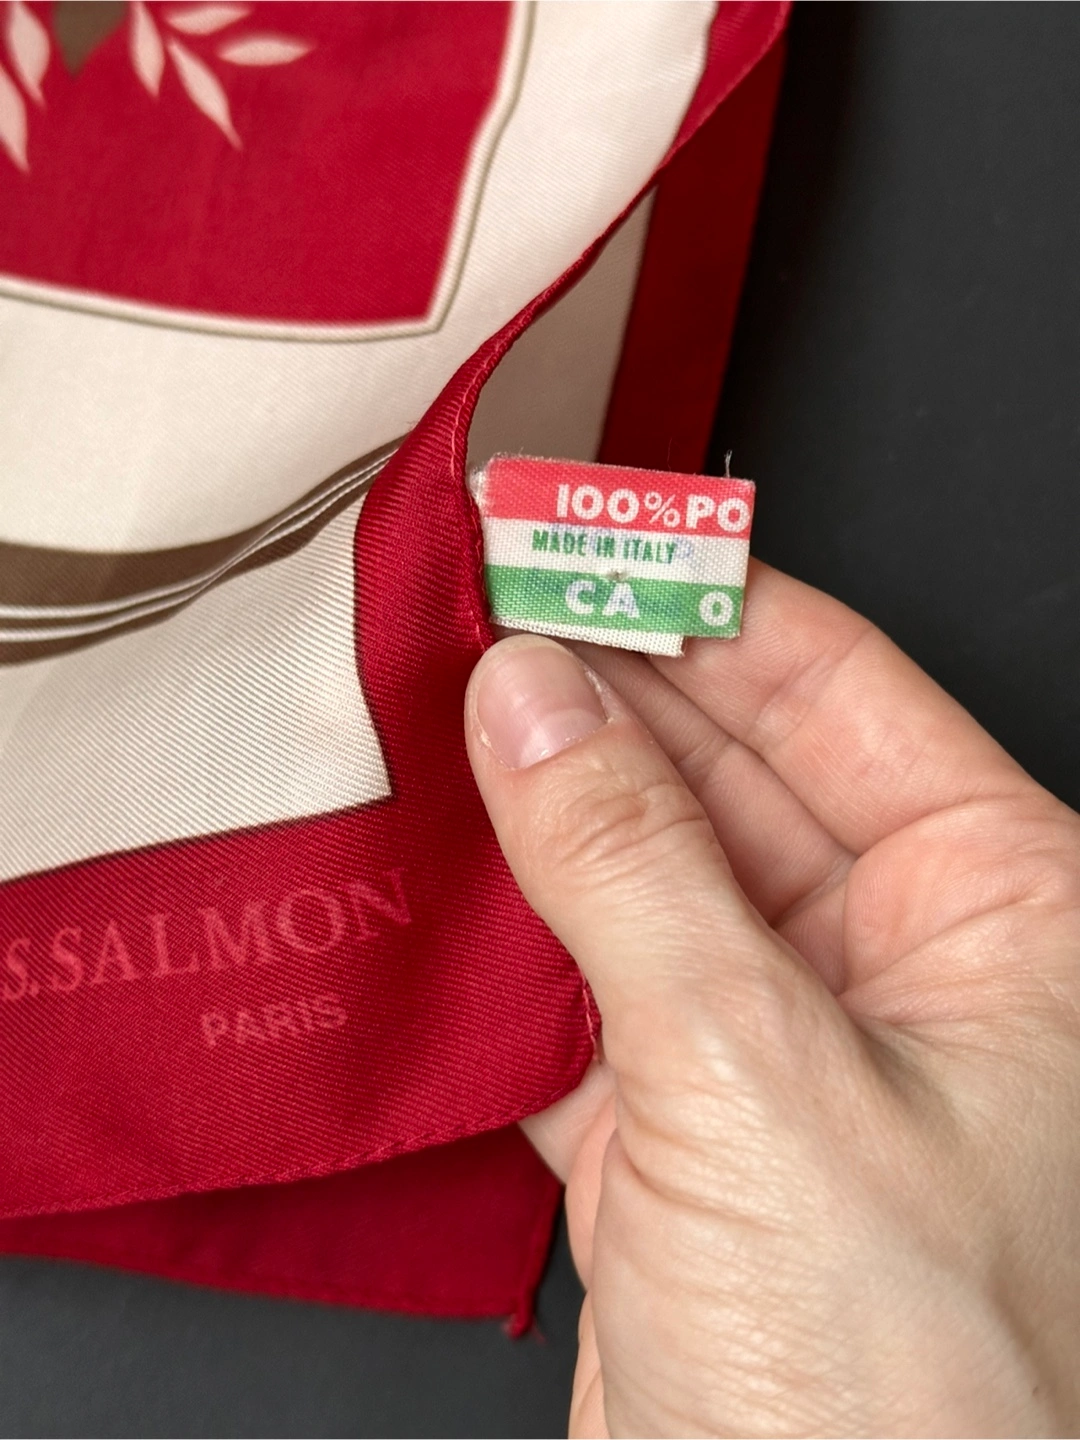 100% PO
MADE IN ITALY
CA O
S.SALMON
PARIS